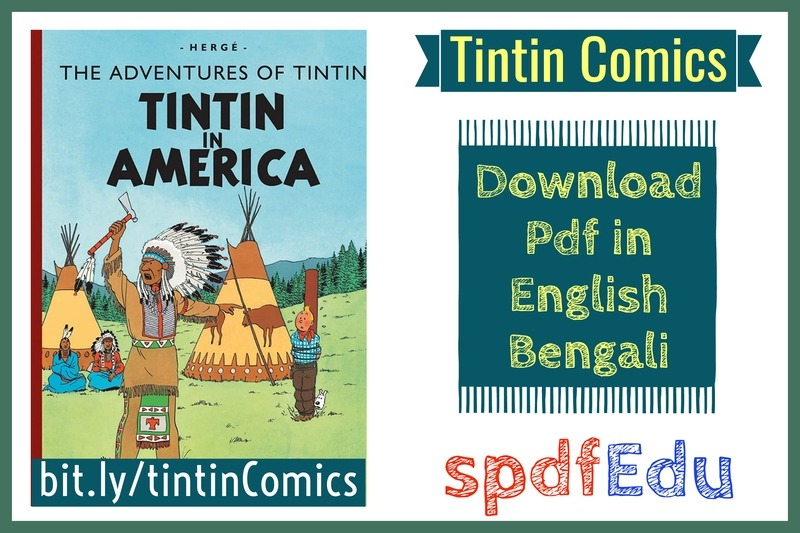 - HERGÉ -
THE ADVENTURES OF TINTIN
TINTIN
IN
AMERICA
bit.ly/tintinComics
Tintin Comics
Download
Pdf in
English
Bengali
spdfEdu